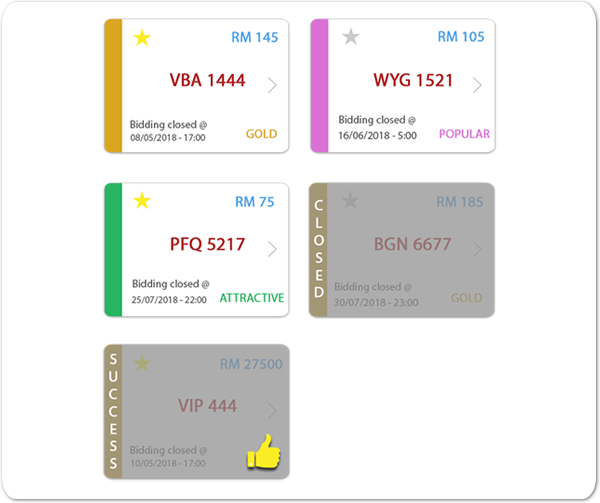 RM 145
VBA 1444
Bidding closed @
08/05/2018 - 17:00
GOLD
RM 105
WYG 1521
Bidding closed @
16/06/2018 - 5:00
POPULAR
RM 75
PFQ 5217
Bidding closed @
25/07/2018 - 22:00
ATTRACTIVE
CLOSED
RM 185
BGN 6677
Bidding closed @
30/07/2018 - 23:00
GOLD
SUCCESS
RM 27500
VIP 444
Bidding closed @
10/05/2018 - 17:00